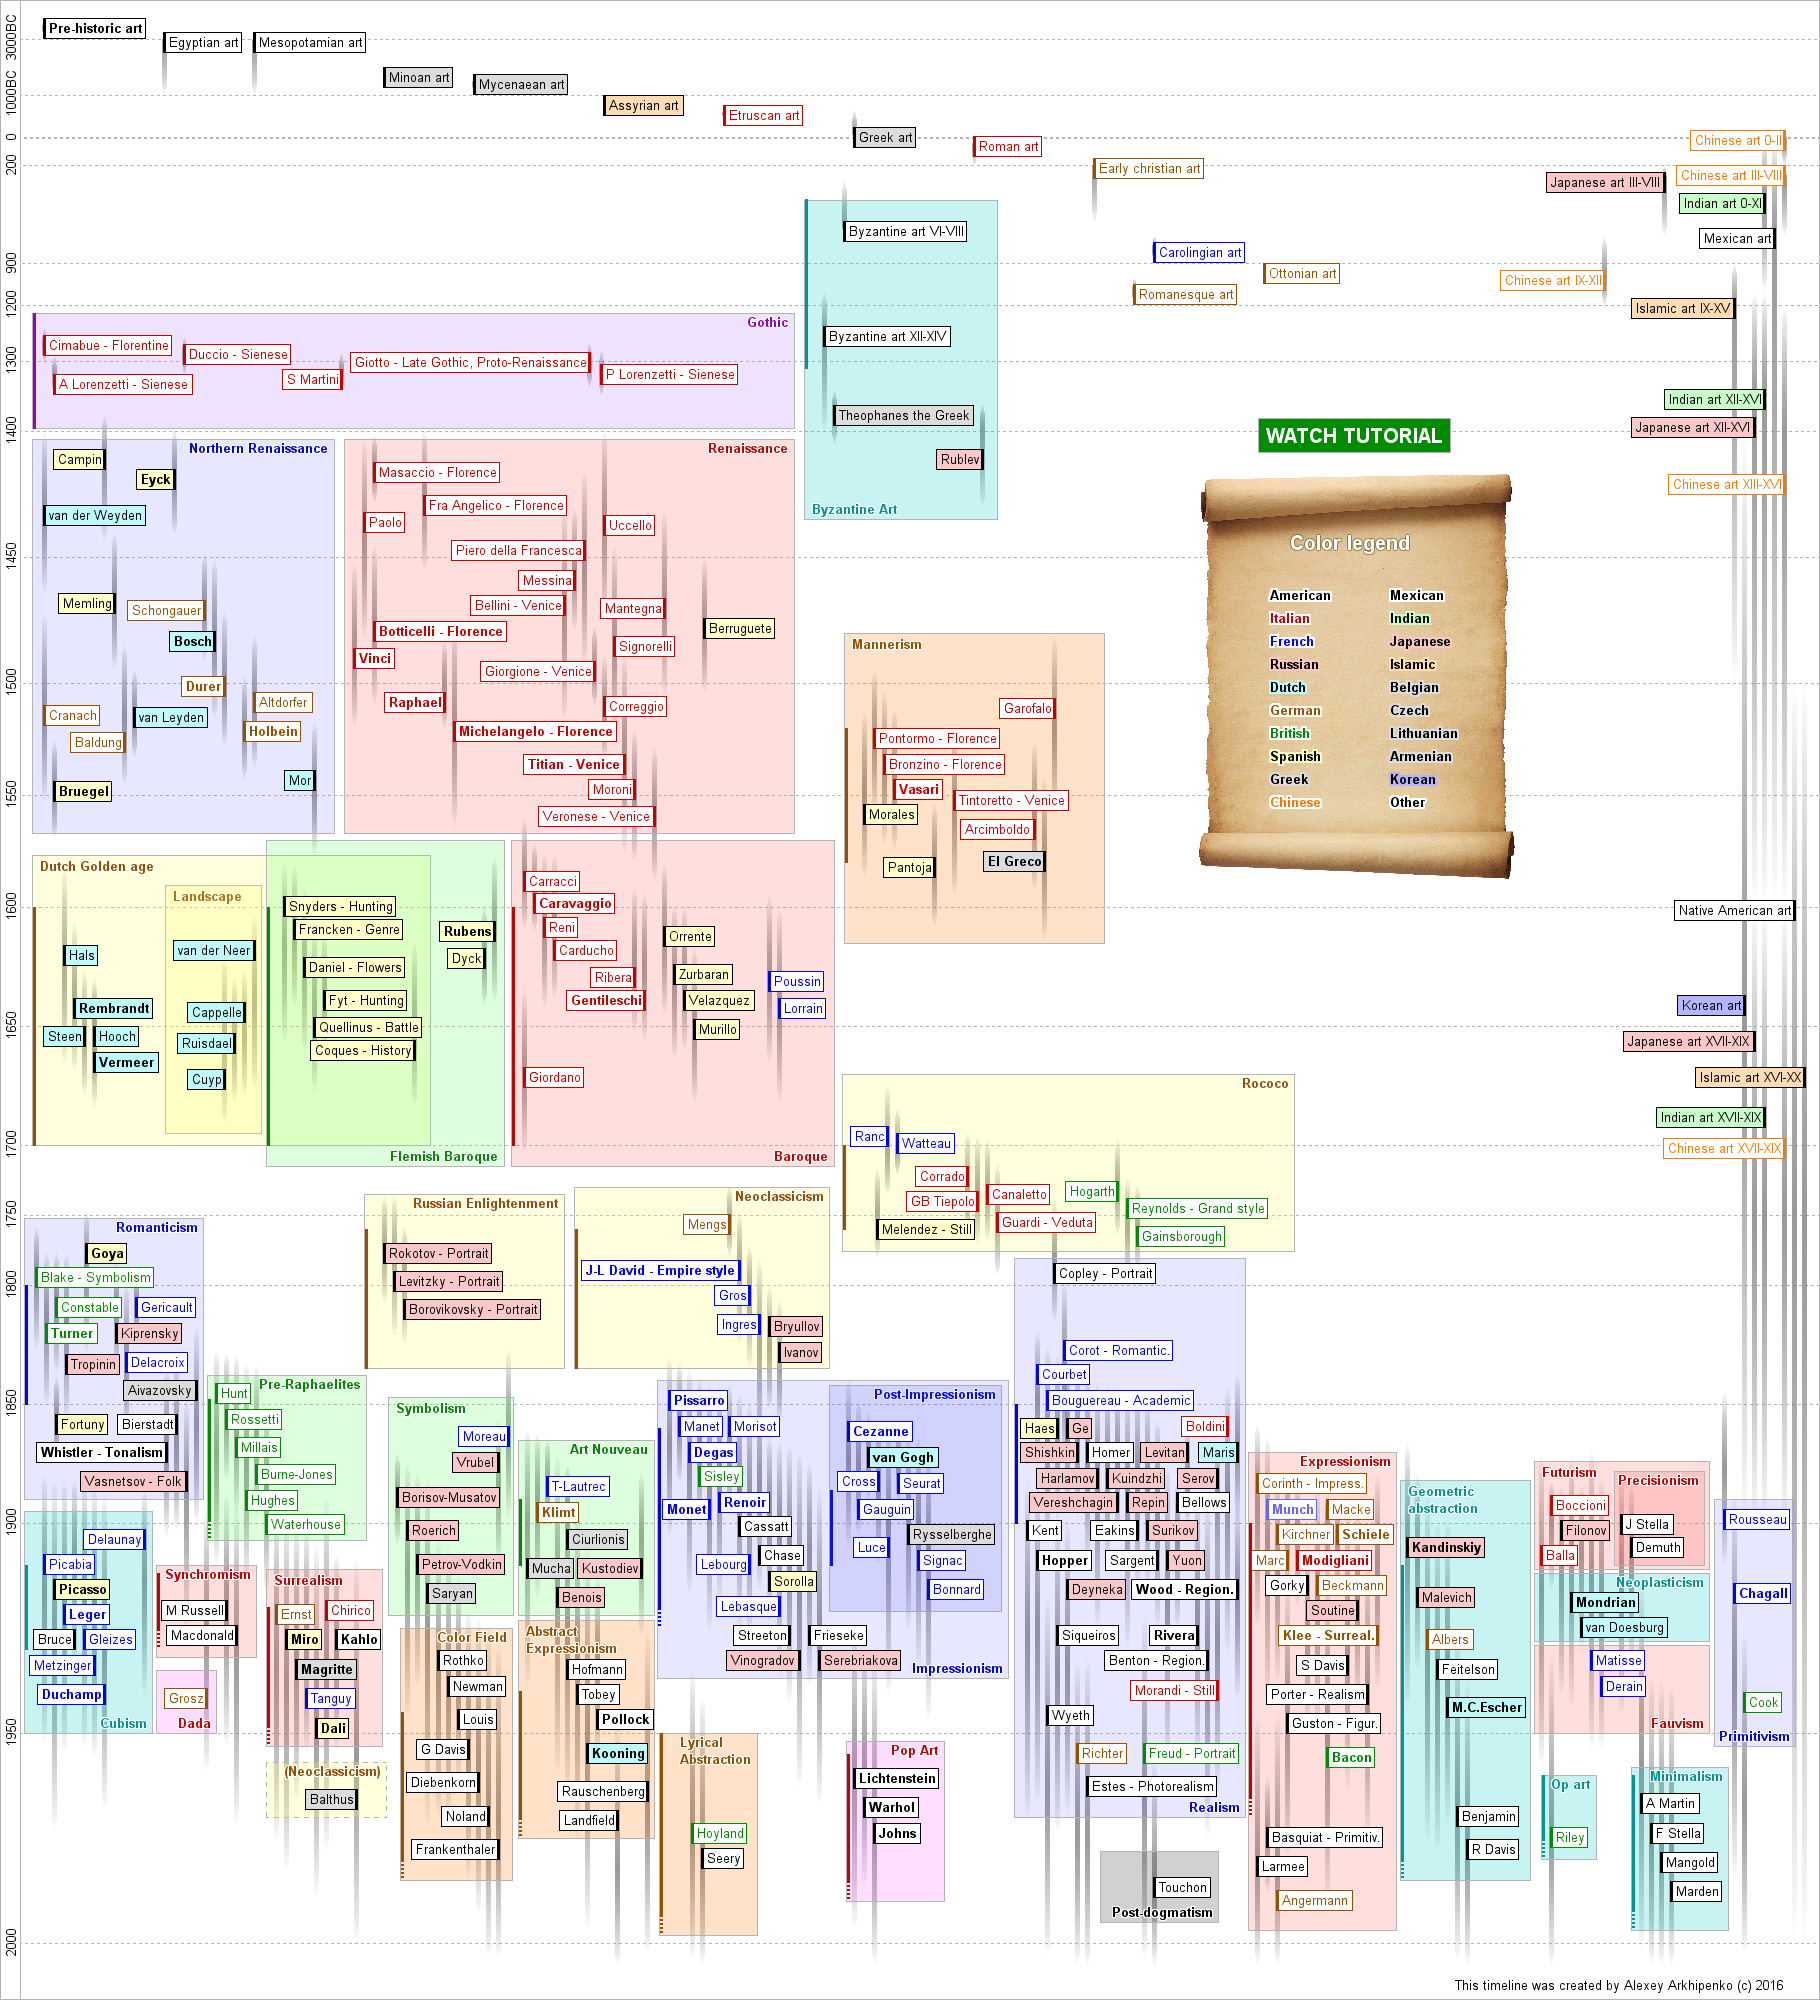 3000BC
1000BC
0
200
900
1200
1300
1400
1450
1500
1550
1600
1650
1700
1750
1800
1850
1900
1950
2000
Pre-historic art
Egyptian art
Mesopotamian art
Minoan art
Mycenaean art
Assyrian art
Etruscan art
Greek art
Roman art
Early christian art
Carolingian art
Ottonian art
Romanesque art
Chinese art 0-II
Chinese art III-VIII
Japanese art III-VIII
Indian art 0-XI
Mexican art
Chinese art IX-XII
Islamic art IX-XV
Indian art XII-XVI
Japanese art XII-XVI
Chinese art XIII-XVI
Native American art
Korean art
Japanese art XVII-XIX
Islamic art XVI-XX
Indian art XVII-XIX
Chinese art XVII-XIX
Byzantine art VI-VIII
Byzantine art XII-XIV
Theophanes the Greek
Rublev
Byzantine Art
Gothic
Cimabue - Florentine
Duccio - Sienese
Giotto - Late Gothic, Proto-Renaissance
A Lorenzetti - Sienese
S Martini
P Lorenzetti - Sienese
Northern Renaissance
Campin
Eyck
van der Weyden
Memling
Schongauer
Bosch
Durer
Cranach
van Leyden
Altdorfer
Baldung
Holbein
Bruegel
Mor
Renaissance
Masaccio - Florence
Fra Angelico - Florence
Paolo
Uccello
Piero della Francesca
Messina
Bellini - Venice
Mantegna
Botticelli - Florence
Berruguete
Signorelli
Vinci
Giorgione - Venice
Raphael
Correggio
Michelangelo - Florence
Titian - Venice
Moroni
Veronese - Venice
Mannerism
Garofalo
Pontormo - Florence
Bronzino - Florence
Vasari
Tintoretto - Venice
Morales
Arcimboldo
Pantoja
El Greco
WATCH TUTORIAL
Color legend
American
Italian
French
Russian
Dutch
German
British
Spanish
Greek
Chinese
Mexican
Indian
Japanese
Islamic
Belgian
Czech
Lithuanian
Armenian
Korean
Other
Dutch Golden age
Landscape
Hals
van der Neer
Rembrandt
Cappelle
Steen
Hooch
Ruisdael
Vermeer
Cuyp
Snyders - Hunting
Francken - Genre
Rubens
Dyck
Daniel - Flowers
Fyt - Hunting
Quellinus - Battle
Coques - History
Flemish Baroque
Carracci
Caravaggio
Reni
Carducho
Orrente
Ribera
Zurbaran
Poussin
Gentileschi
Velazquez
Lorrain
Murillo
Giordano
Baroque
Rococo
Ranc
Watteau
Corrado
GB Tiepolo
Canaletto
Hogarth
Reynolds - Grand style
Melendez - Still
Guardi - Veduta
Gainsborough
Romanticism
Goya
Blake - Symbolism
Constable
Gericault
Turner
Kiprensky
Tropinin
Delacroix
Aivazovsky
Fortuny
Bierstadt
Whistler - Tonalism
Vasnetsov - Folk
Russian Enlightenment
Rokotov - Portrait
Levitzky - Portrait
Borovikovsky - Portrait
Neoclassicism
Mengs
J-L David - Empire style
Gros
Ingres
Bryullov
Ivanov
Pre-Raphaelites
Hunt
Rossetti
Millais
Burne-Jones
Hughes
Waterhouse
Symbolism
Moreau
Vrubel
Borisov-Musatov
Roerich
Petrov-Vodkin
Saryan
Art Nouveau
T-Lautrec
Klimt
Ciurlionis
Mucha
Kustodiev
Benois
Pissarro
Manet
Morisot
Degas
Sisley
Monet
Renoir
Cassatt
Chase
Lebourg
Sorolla
Lebasque
Streeton
Frieseke
Vinogradov
Serebriakova
Impressionism
Post-Impressionism
Cezanne
van Gogh
Cross
Seurat
Gauguin
Rysselberghe
Luce
Signac
Bonnard
Copley - Portrait
Corot - Romantic.
Courbet
Bouguereau - Academic
Haes
Ge
Boldini
Shishkin
Homer
Levitan
Maris
Harlamov
Kuindzhi
Serov
Vereshchagin
Repin
Bellows
Kent
Eakins
Surikov
Hopper
Sargent
Yuon
Deyneka
Wood - Region.
Siqueiros
Rivera
Benton - Region.
Morandi - Still
Wyeth
Richter
Freud - Portrait
Estes - Photorealism
Realism
Touchon
Post-dogmatism
Expressionism
Corinth - Impress.
Munch
Macke
Kirchner
Schiele
Marc
Modigliani
Gorky
Beckmann
Soutine
Klee - Surreal.
S Davis
Porter - Realism
Guston - Figur.
Bacon
Basquiat - Primitiv.
Larmee
Angermann
Geometric
abstraction
Kandinskiy
Malevich
Albers
Feitelson
M.C.Escher
Benjamin
R Davis
Futurism
Precisionism
Boccioni
J Stella
Filonov
Demuth
Balla
Neoplasticism
Mondrian
van Doesburg
Matisse
Derain
Fauvism
Rousseau
Chagall
Cook
Primitivism
Op art
Riley
Minimalism
A Martin
F Stella
Mangold
Marden
Delaunay
Picabia
Picasso
Leger
Bruce
Gleizes
Metzinger
Duchamp
Cubism
Synchromism
M Russell
Macdonald
Grosz
Dada
Surrealism
Ernst
Chirico
Miro
Kahlo
Magritte
Tanguy
Dali
(Neoclassicism)
Balthus
Color Field
Rothko
Newman
Louis
G Davis
Diebenkorn
Noland
Frankenthaler
Abstract
Expressionism
Hofmann
Tobey
Pollock
Kooning
Rauschenberg
Landfield
Lyrical
Abstraction
Hoyland
Seery
Pop Art
Lichtenstein
Warhol
Johns
This timeline was created by Alexey Arkhipenko (c) 2016